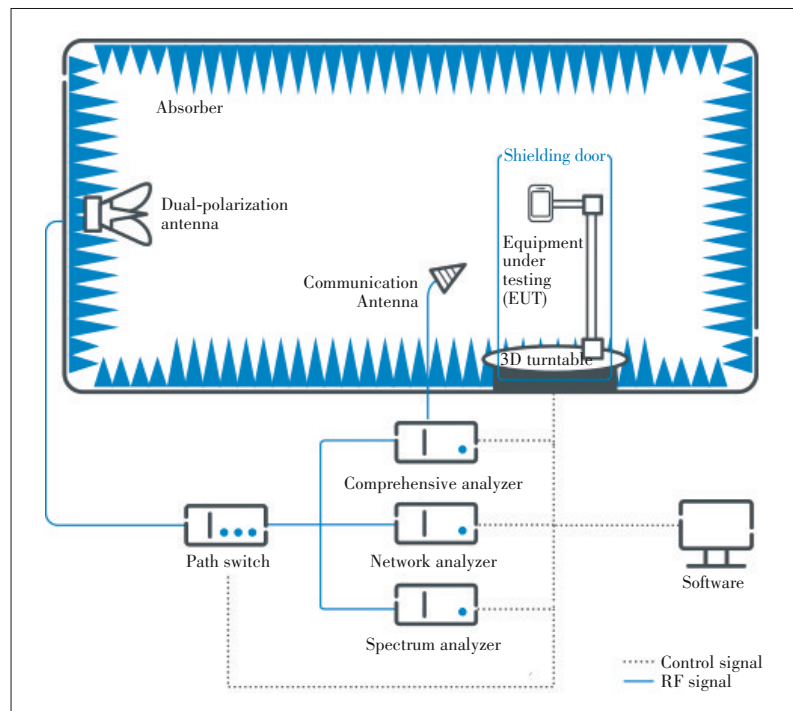 Absorber
Shielding door
Dual-polarization
antenna
Equipment
under
testing
(EUT)
Communication
Antenna
3D turntable
Comprehensive analyzer
Path switch
Network analyzer
Software
Spectrum analyzer
Control signal
RF signal